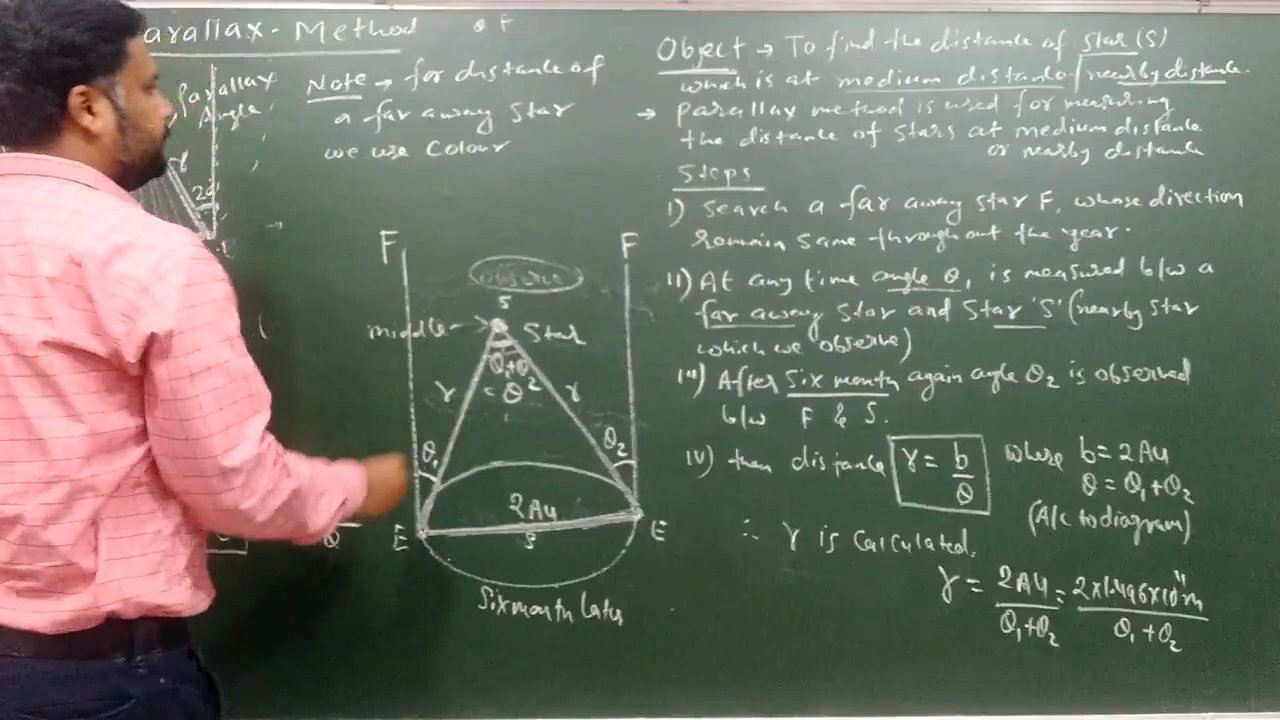 arallax - Method
Parallax
Angle
Note → for distance of
a far away star
we use colour
Object → To find the distance of star (S)
which is at medium distance / nearby distance.
→ parallax method is used for measuring
the distance of stars at medium distance
or nearby distance
Steps
I) Search a far away star F, whose direction
remain same throughout the year.
II) At any time angle θ, is measured b/w a
far away star and star 'S' (nearby star
which we observe)
III) After six month again angle θ₂ is observed
b/w F & S.
IV) then distance r = b/θ where b = 2AU
θ = θ₁+θ₂
(A/c to diagram)
∴ r is calculated.
r = 2AU/θ₁+θ₂ = 2×1.496×10¹¹m/θ₁+θ₂
F
F
observe
S
middle → Star
θ₁+θ₂
= θ
r
r
θ₁
θ₂
2AU
E
E
Six month later